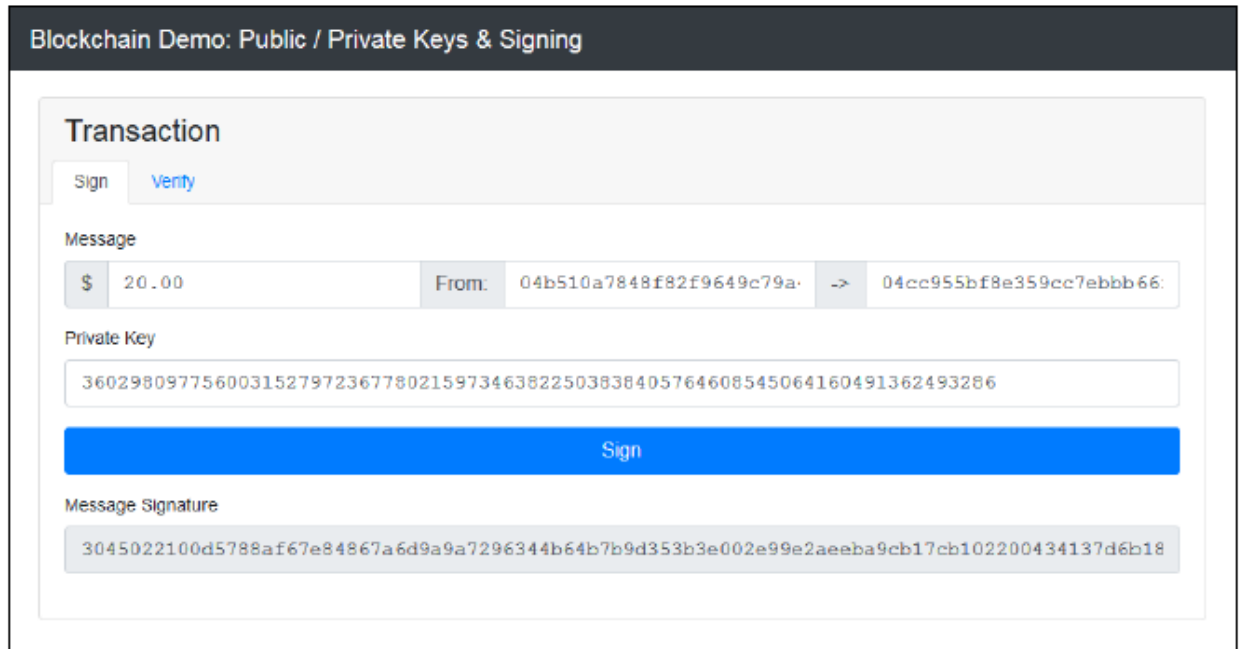 Blockchain Demo: Public / Private Keys & Signing
Transaction
Sign Verify
Message
$ 20.00 From: 04b510a7848f82f9649c79a -> 04cc955bf8e359cc7ebbb66
Private Key
36029809775600315279723677802159734638225038384057646085450641604913624932​86
Sign
Message Signature
3045022100d5788af67e84867a6d9a9a7296344b64b7b9d353b3e002e99e2aeeba9cb17cb102200434137d6b18